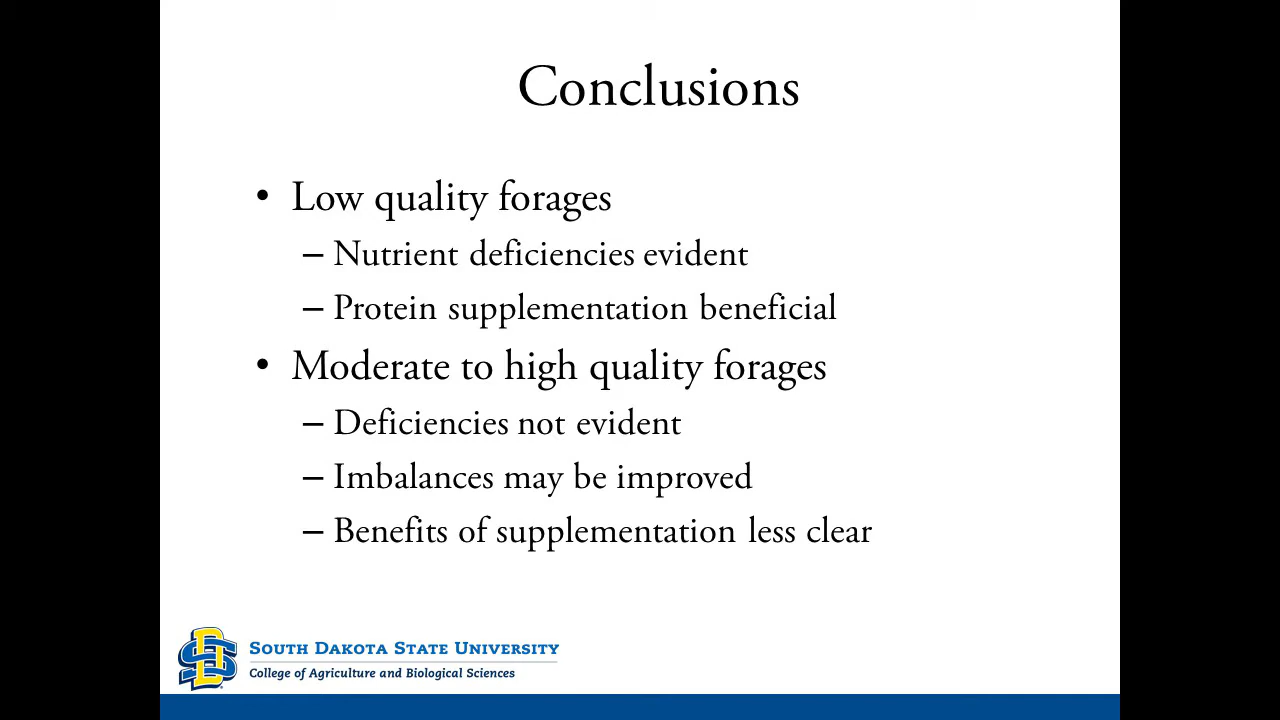 Conclusions
• Low quality forages
– Nutrient deficiencies evident
– Protein supplementation beneficial
• Moderate to high quality forages
– Deficiencies not evident
– Imbalances may be improved
– Benefits of supplementation less clear
South Dakota State University
College of Agriculture and Biological Sciences